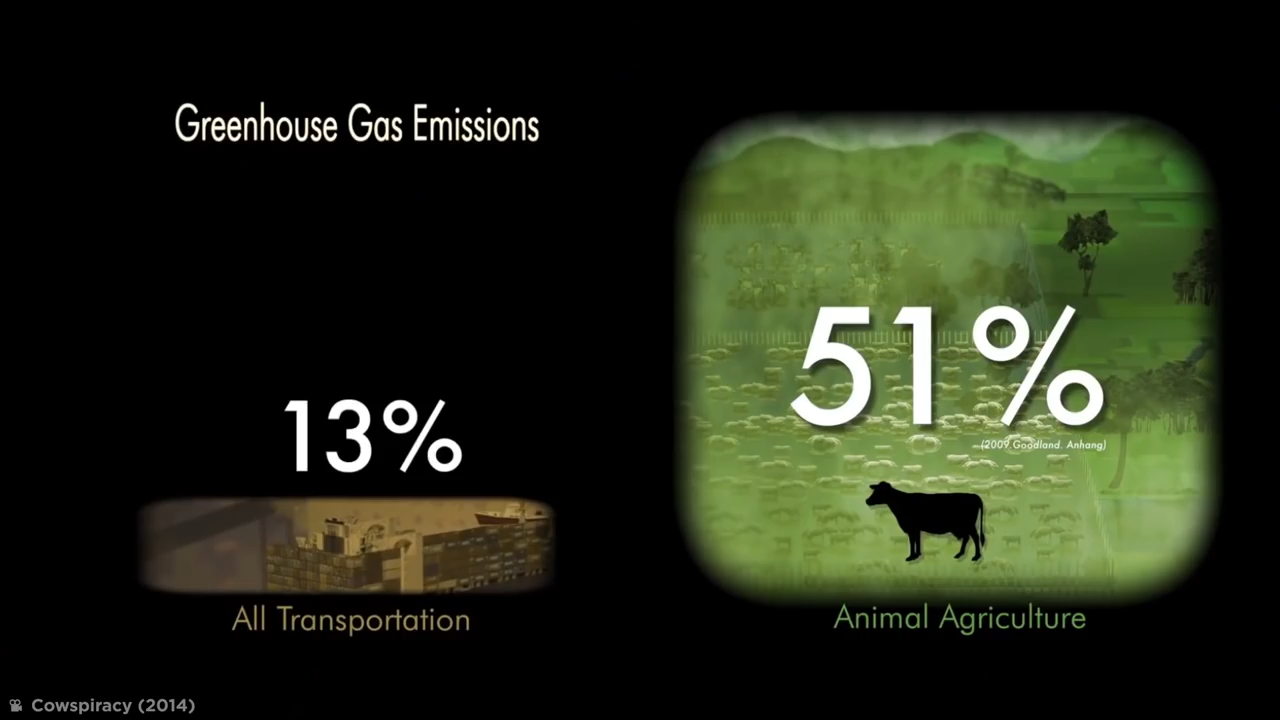 Greenhouse Gas Emissions
13%
All Transportation
51%
(2009 Goodland, Anhang)
Animal Agriculture
Cowspiracy (2014)